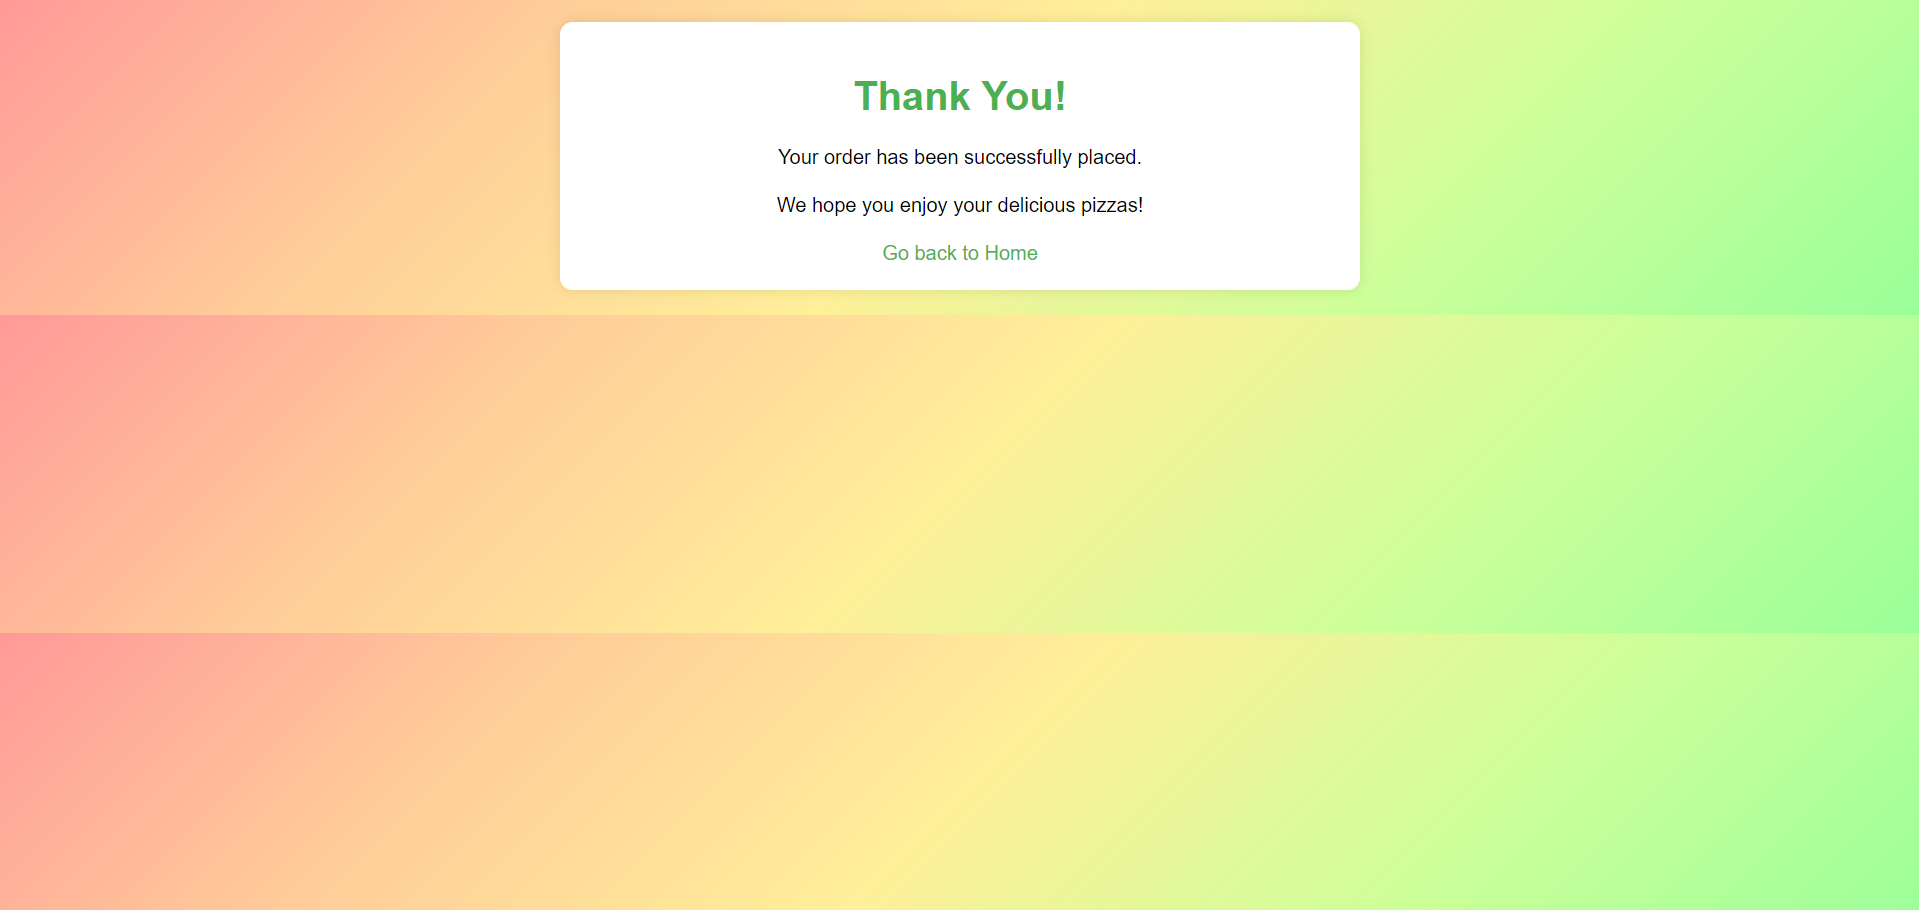 Thank You!
Your order has been successfully placed.
We hope you enjoy your delicious pizzas!
Go back to Home